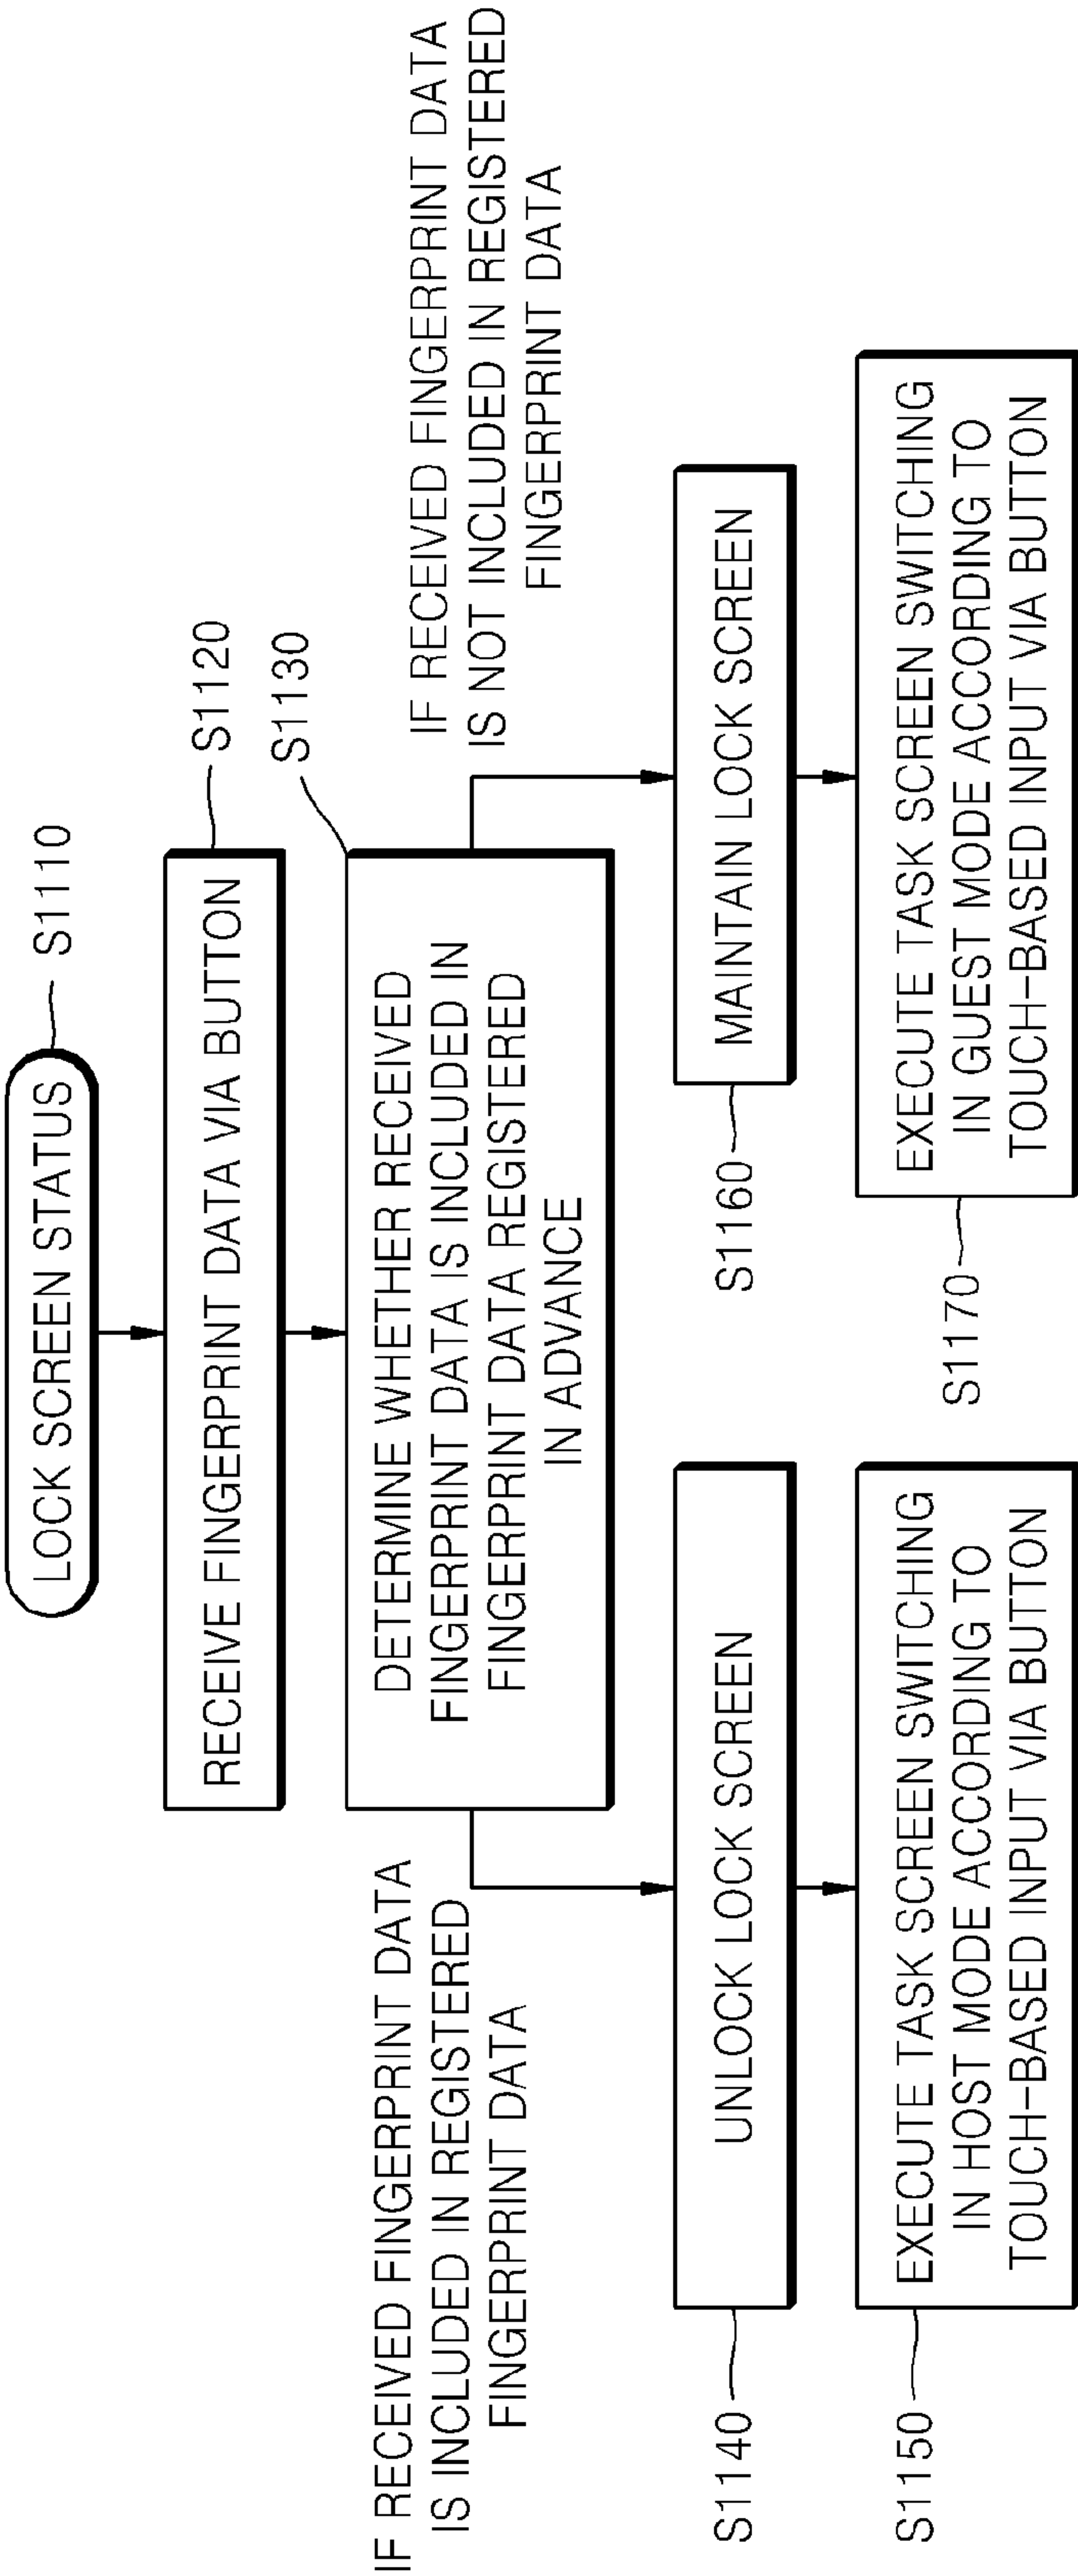 LOCK SCREEN STATUS
S1110
RECEIVE FINGERPRINT DATA VIA BUTTON
S1120
S1130
DETERMINE WHETHER RECEIVED
FINGERPRINT DATA IS INCLUDED IN
FINGERPRINT DATA REGISTERED
IN ADVANCE
IF RECEIVED FINGERPRINT DATA
IS INCLUDED IN REGISTERED
FINGERPRINT DATA
IF RECEIVED FINGERPRINT DATA
IS NOT INCLUDED IN REGISTERED
FINGERPRINT DATA
S1140
UNLOCK LOCK SCREEN
S1160
MAINTAIN LOCK SCREEN
S1150
EXECUTE TASK SCREEN SWITCHING
IN HOST MODE ACCORDING TO
TOUCH-BASED INPUT VIA BUTTON
S1170
EXECUTE TASK SCREEN SWITCHING
IN GUEST MODE ACCORDING TO
TOUCH-BASED INPUT VIA BUTTON